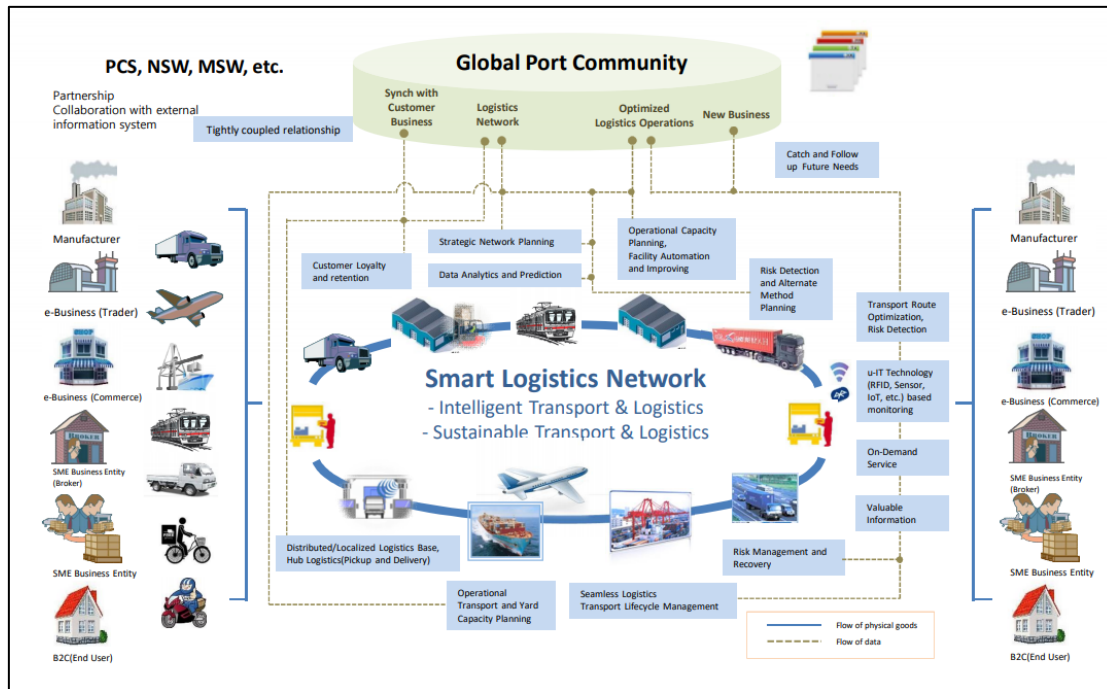 Global Port Community
PCS, NSW, MSW, etc.
Partnership
Collaboration with external
information system
Tightly coupled relationship
Synch with
Customer
Business
Logistics
Network
Optimized
Logistics Operations
New Business
Catch and Follow
up Future Needs
Manufacturer
e-Business (Trader)
SHOP
e-Business (Commerce)
BROKER
SME Business Entity
(Broker)
SME Business Entity
B2C(End User)
Customer Loyalty
and retention
Strategic Network Planning
Data Analytics and Prediction
Operational Capacity
Planning,
Facility Automation
and Improving
Risk Detection
and Alternate
Method
Planning
Transport Route
Optimization,
Risk Detection
u-IT Technology
(RFID, Sensor,
IoT, etc.) based
monitoring
On-Demand
Service
Valuable
Information
Smart Logistics Network
- Intelligent Transport & Logistics
- Sustainable Transport & Logistics
Distributed/Localized Logistics Base,
Hub Logistics(Pickup and Delivery)
Operational
Transport and Yard
Capacity Planning
Seamless Logistics
Transport Lifecycle Management
Risk Management and
Recovery
Flow of physical goods
Flow of data
Manufacturer
e-Business (Trader)
SHOP
e-Business (Commerce)
BROKER
SME Business Entity
(Broker)
SME Business Entity
B2C(End User)